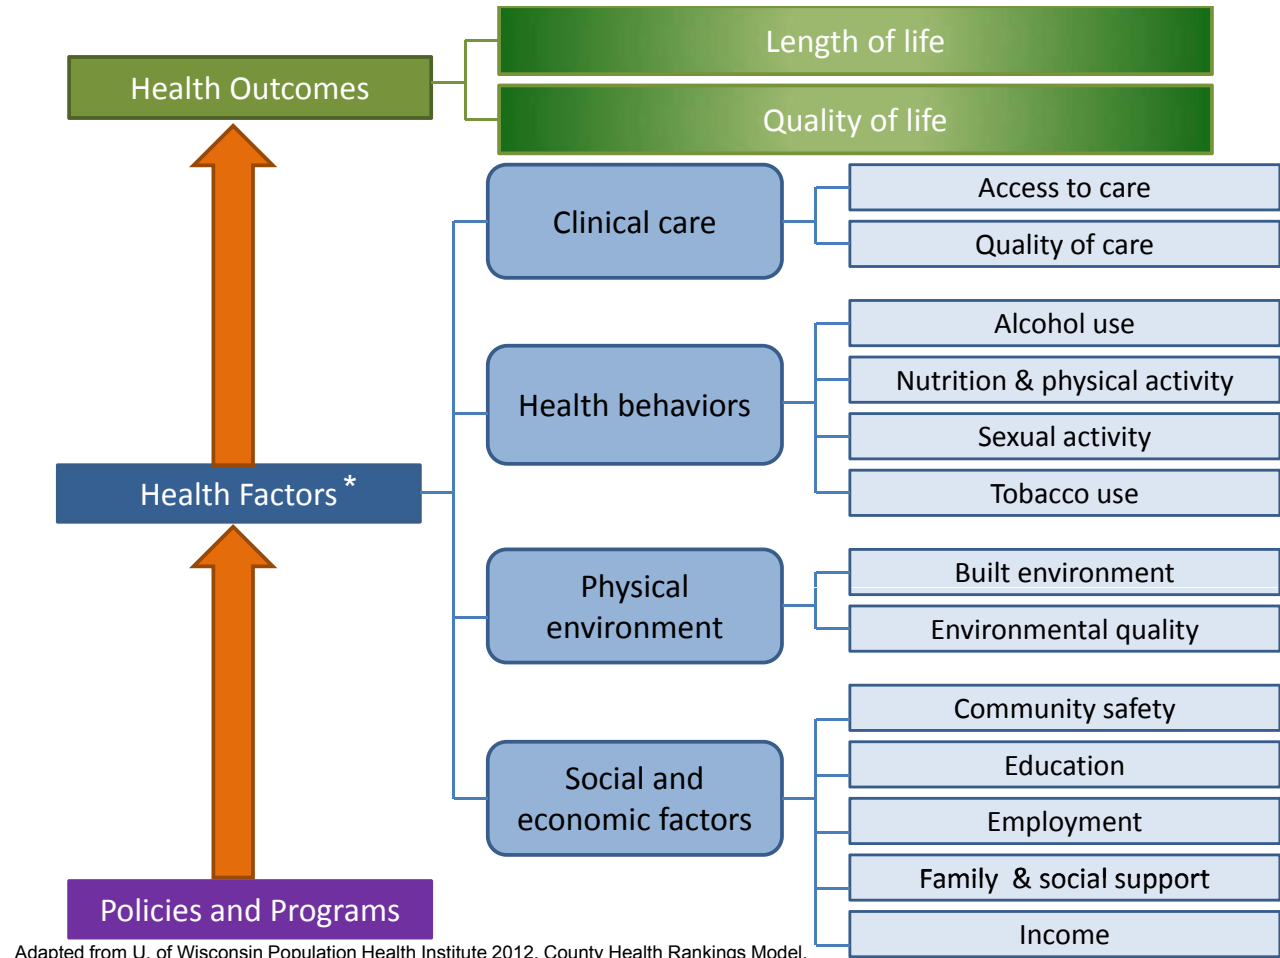 Length of life
Health Outcomes
Quality of life
Clinical care
Access to care
Quality of care
Health behaviors
Alcohol use
Nutrition & physical activity
Sexual activity
Tobacco use
Health Factors *
Physical
environment
Built environment
Environmental quality
Social and
economic factors
Community safety
Education
Employment
Family & social support
Income
Policies and Programs
Adapted from U. of Wisconsin Population Health Institute 2012. County Health Rankings Model.